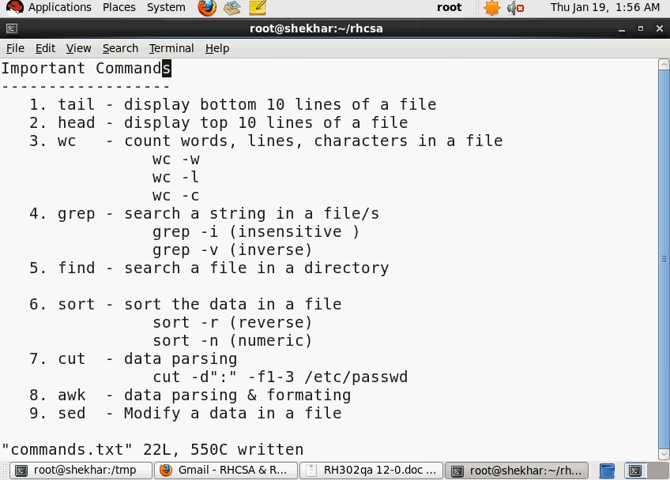 Applications Places System root Thu Jan 19, 1:56 AM
root@shekhar:~/rhcsa
File Edit View Search Terminal Help
Important Commands
------------------
1. tail - display bottom 10 lines of a file
2. head - display top 10 lines of a file
3. wc - count words, lines, characters in a file
wc -w
wc -l
wc -c
4. grep - search a string in a file/s
grep -i (insensitive )
grep -v (inverse)
5. find - search a file in a directory
6. sort - sort the data in a file
sort -r (reverse)
sort -n (numeric)
7. cut - data parsing
cut -d":" -f1-3 /etc/passwd
8. awk - data parsing & formating
9. sed - Modify a data in a file
"commands.txt" 22L, 550C written
root@shekhar:/tmp Gmail - RHCSA & R... RH302qa 12-0.doc ... root@shekhar:~/rh...